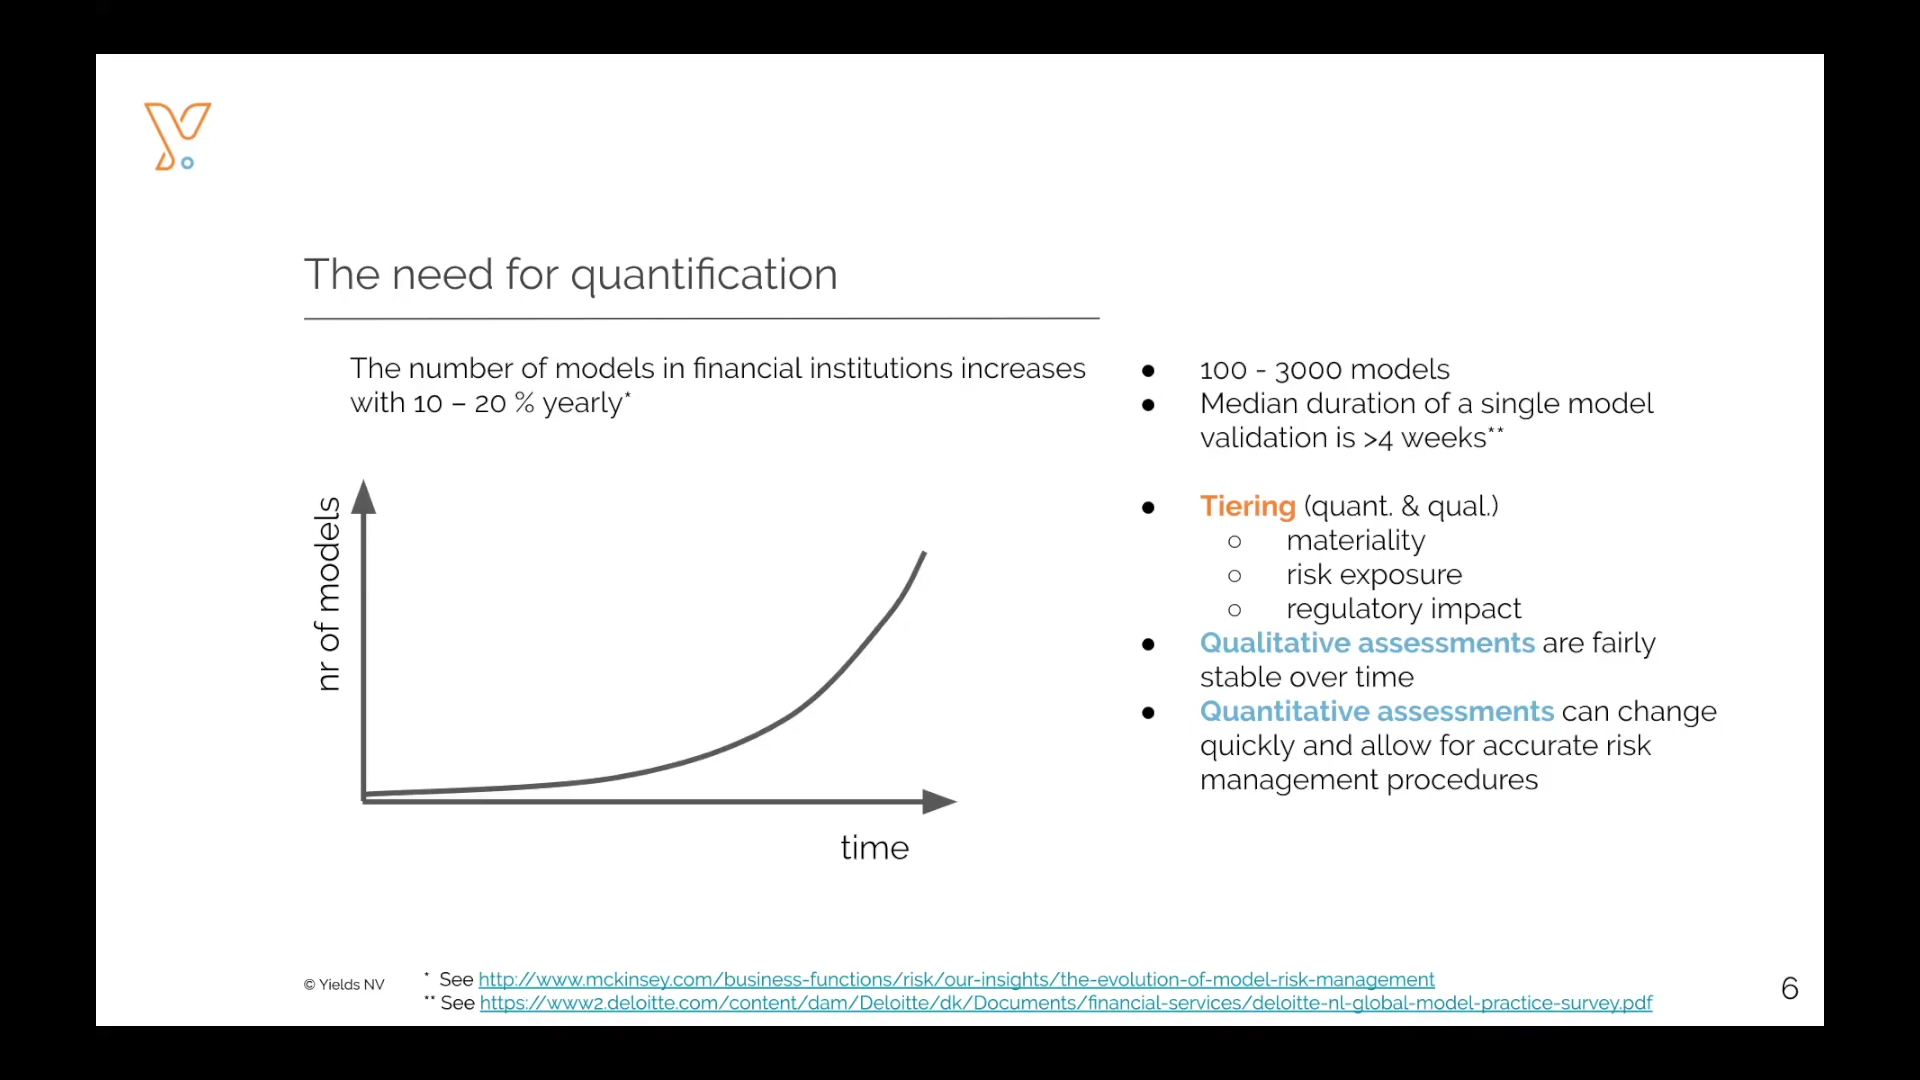 The need for quantification
The number of models in financial institutions increases
with 10 – 20 % yearly*
nr of models
time
● 100 - 3000 models
● Median duration of a single model
validation is >4 weeks**
● Tiering (quant. & qual.)
○ materiality
○ risk exposure
○ regulatory impact
● Qualitative assessments are fairly
stable over time
● Quantitative assessments can change
quickly and allow for accurate risk
management procedures
© Yields NV
* See http://www.mckinsey.com/business-functions/risk/our-insights/the-evolution-of-model-risk-management
** See https://www2.deloitte.com/content/dam/Deloitte/dk/Documents/financial-services/deloitte-nl-global-model-practice-survey.pdf
6